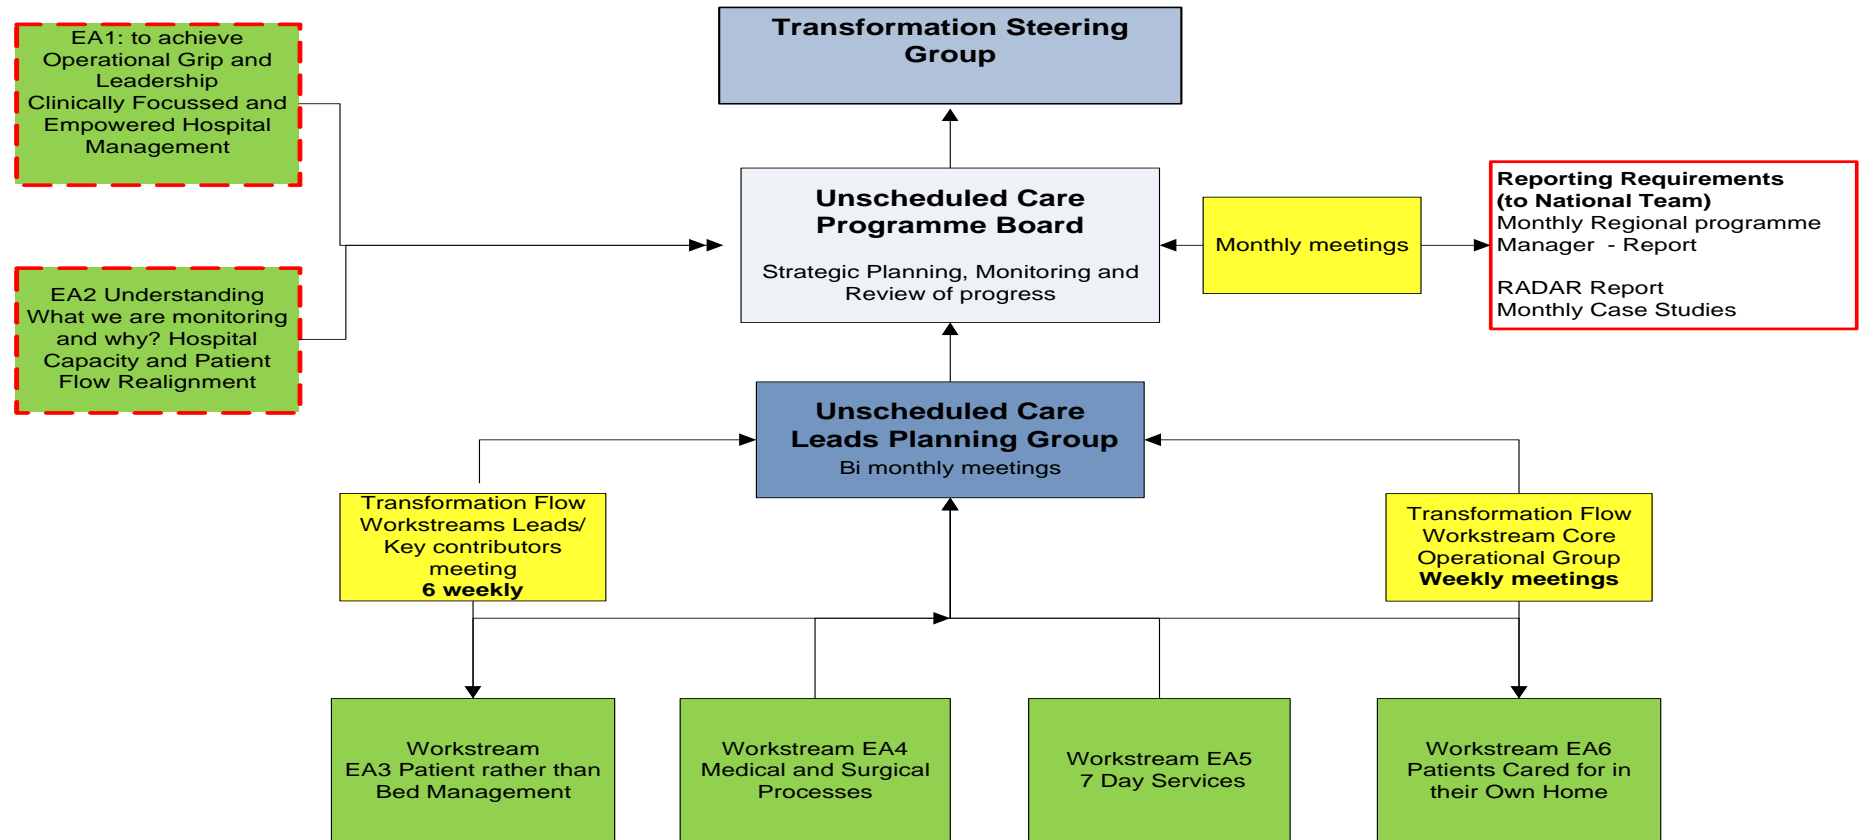 Transformation Steering
Group
EA1: to achieve
Operational Grip and
Leadership
Clinically Focussed and
Empowered Hospital
Management
Unscheduled Care
Programme Board
Strategic Planning, Monitoring and
Review of progress
Monthly meetings
Reporting Requirements
(to National Team)
Monthly Regional programme
Manager  - Report
RADAR Report
Monthly Case Studies
EA2 Understanding
What we are monitoring
and why? Hospital
Capacity and Patient
Flow Realignment
Unscheduled Care
Leads Planning Group
Bi monthly meetings
Transformation Flow
Workstreams Leads/
Key contributors
meeting
6 weekly
Transformation Flow
Workstream Core
Operational Group
Weekly meetings
Workstream
EA3 Patient rather than
Bed Management
Workstream EA4
Medical and Surgical
Processes
Workstream EA5
7 Day Services
Workstream EA6
Patients Cared for in
their Own Home